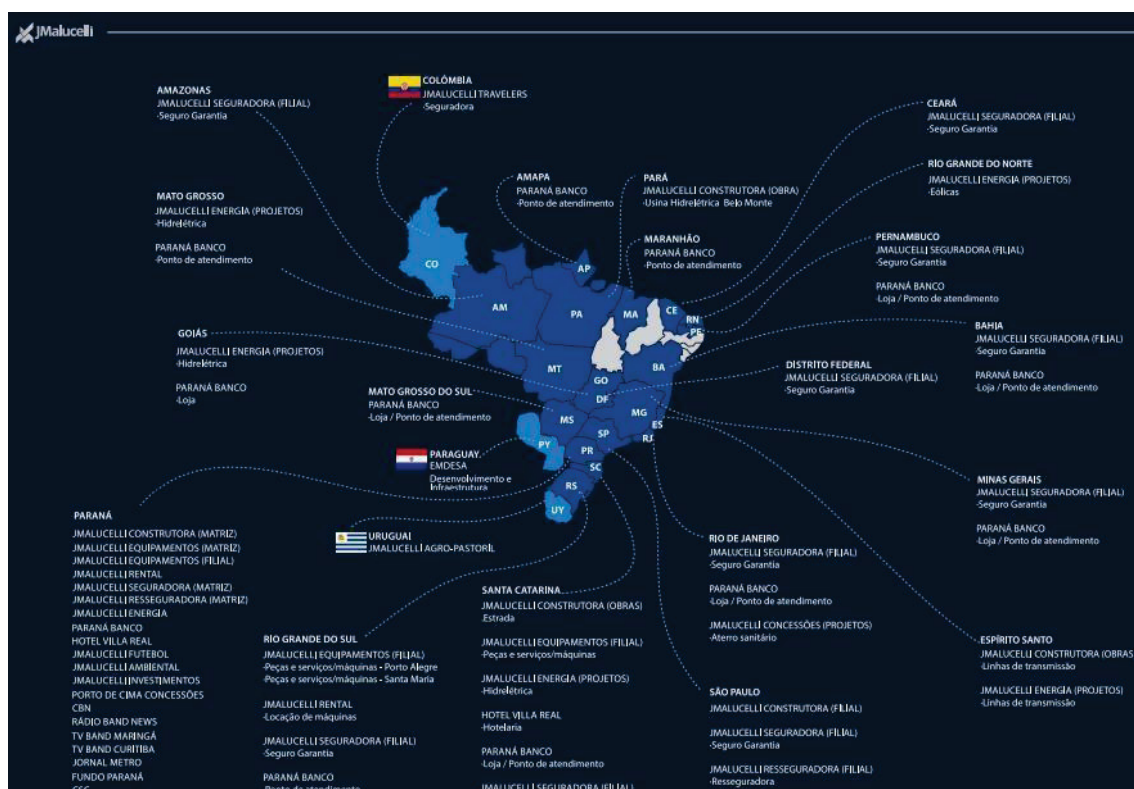 JMalucelli
AMAZONAS
JMALUCELLI SEGURADORA (FILIAL)
-Seguro Garantia
COLÔMBIA
JMALUCELLI TRAVELERS
-Seguradora
CEARÁ
JMALUCELLI SEGURADORA (FILIAL)
-Seguro Garantia
MATO GROSSO
JMALUCELLI ENERGIA (PROJETOS)
-Hidrelétrica
PARANÁ BANCO
-Ponto de atendimento
AMAPA
PARANÁ BANCO
-Ponto de atendimento
PARÁ
JMALUCELLI CONSTRUTORA (OBRA)
-Usina Hidrelétrica Belo Monte
RIO GRANDE DO NORTE
JMALUCELLI ENERGIA (PROJETOS)
-Eólicas
MARANHÃO
PARANÁ BANCO
-Ponto de atendimento
PERNAMBUCO
JMALUCELLI SEGURADORA (FILIAL)
-Seguro Garantia
PARANÁ BANCO
-Loja / Ponto de atendimento
GOIÁS
JMALUCELLI ENERGIA (PROJETOS)
-Hidrelétrica
PARANÁ BANCO
-Loja
BAHIA
JMALUCELLI SEGURADORA (FILIAL)
-Seguro Garantia
PARANÁ BANCO
-Loja / Ponto de atendimento
MATO GROSSO DO SUL
PARANÁ BANCO
-Loja / Ponto de atendimento
DISTRITO FEDERAL
JMALUCELLI SEGURADORA (FILIAL)
-Seguro Garantia
CO
AP
AM
PA
MA
CE
RN
PE
MT
GO
BA
DF
MS
MG
ES
SP
RJ
PY
PR
SC
RS
UY
PARAGUAY.
EMDESA
Desenvolvimento e
Infraestrutura
URUGUAI
JMALUCELLI AGRO-PASTORIL
MINAS GERAIS
JMALUCELLI SEGURADORA (FILIAL)
-Seguro Garantia
PARANÁ BANCO
-Loja / Ponto de atendimento
PARANÁ
JMALUCELLI CONSTRUTORA (MATRIZ)
JMALUCELLI EQUIPAMENTOS (MATRIZ)
JMALUCELLI EQUIPAMENTOS (FILIAL)
JMALUCELLI RENTAL
JMALUCELLI SEGURADORA (MATRIZ)
JMALUCELLI RESSEGURADORA (MATRIZ)
JMALUCELLI ENERGIA
PARANÁ BANCO
HOTEL VILLA REAL
JMALUCELLI FUTEBOL
JMALUCELLI AMBIENTAL
JMALUCELLI INVESTIMENTOS
PORTO DE CIMA CONCESSÕES
CBN
RÁDIO BAND NEWS
TV BAND MARINGÁ
TV BAND CURITIBA
JORNAL METRO
FUNDO PARANÁ
RIO GRANDE DO SUL
JMALUCELLI EQUIPAMENTOS (FILIAL)
-Peças e serviços/máquinas - Porto Alegre
-Peças e serviços/máquinas - Santa Maria
JMALUCELLI RENTAL
-Locação de máquinas
JMALUCELLI SEGURADORA (FILIAL)
-Seguro Garantia
PARANÁ BANCO
-Ponto de atendimento
SANTA CATARINA
JMALUCELLI CONSTRUTORA (OBRAS)
Estrada
JMALUCELLI EQUIPAMENTOS (FILIAL)
-Peças e serviços/máquinas
JMALUCELLI ENERGIA (PROJETOS)
-Hidrelétrica
HOTEL VILLA REAL
-Hotelaria
PARANÁ BANCO
-Loja / Ponto de atendimento
JMALUCELLI SEGURADORA (FILIAL)
RIO DE JANEIRO
JMALUCELLI SEGURADORA (FILIAL)
-Seguro Garantia
PARANÁ BANCO
-Loja / Ponto de atendimento
JMALUCELLI CONCESSÕES (PROJETOS)
-Aterro sanitário
SÃO PAULO
JMALUCELLI CONSTRUTORA (FILIAL)
JMALUCELLI SEGURADORA (FILIAL)
-Seguro Garantia
JMALUCELLI RESSEGURADORA (FILIAL)
-Resseguradora
ESPÍRITO SANTO
JMALUCELLI CONSTRUTORA (OBRAS
-Linhas de transmissão
JMALUCELLI ENERGIA (PROJETOS)
-Linhas de transmissão